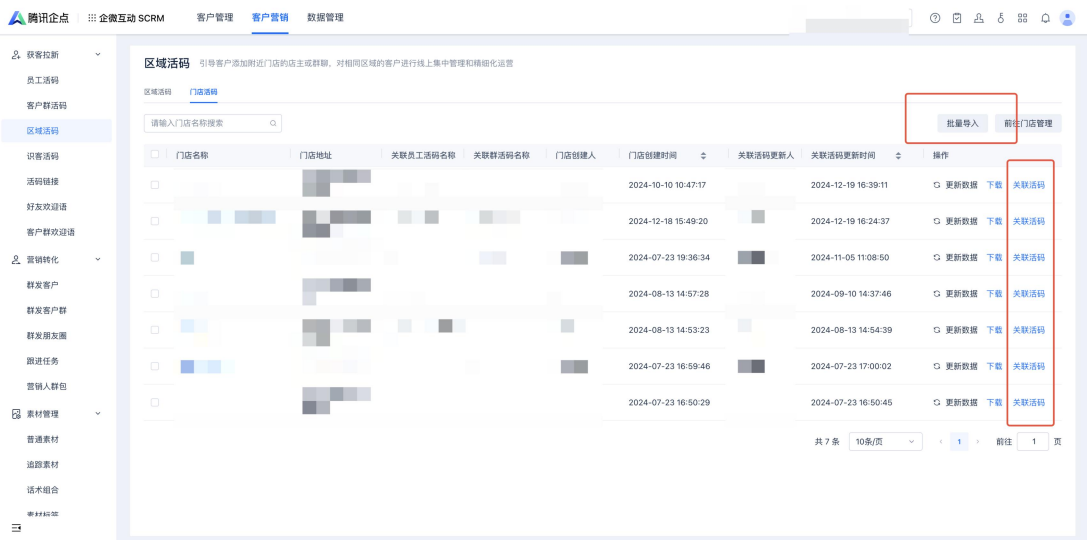 腾讯企点 企微互动 SCRM 客户管理 客户营销 数据管理
获客拉新
员工活码
客户群活码
区域活码
识客活码
活码链接
好友欢迎语
客户群欢迎语
营销转化
群发客户
群发客户群
群发朋友圈
跟进任务
营销人群包
素材管理
普通素材
追踪素材
话术组合
素材标签
区域活码 引导客户添加附近门店的店主或群聊，对相同区域的客户进行线上集中管理和精细化运营
区域活码 门店活码
请输入门店名称搜索 批量导入 前往门店管理
门店名称 门店地址 关联员工活码名称 关联群活码名称 门店创建人 门店创建时间 关联活码更新人 关联活码更新时间 操作
2024-10-10 10:47:17 2024-12-19 16:39:11 更新数据 下载 关联活码
2024-12-18 15:49:20 2024-12-19 16:24:37 更新数据 下载 关联活码
2024-07-23 19:36:34 2024-11-05 11:08:50 更新数据 下载 关联活码
2024-08-13 14:57:28 2024-09-10 14:37:46 更新数据 下载 关联活码
2024-08-13 14:53:23 2024-08-13 14:54:39 更新数据 下载 关联活码
2024-07-23 16:59:46 2024-07-23 17:00:02 更新数据 下载 关联活码
2024-07-23 16:50:29 2024-07-23 16:50:45 更新数据 下载 关联活码
共 7 条 10条/页 1 前往 1 页